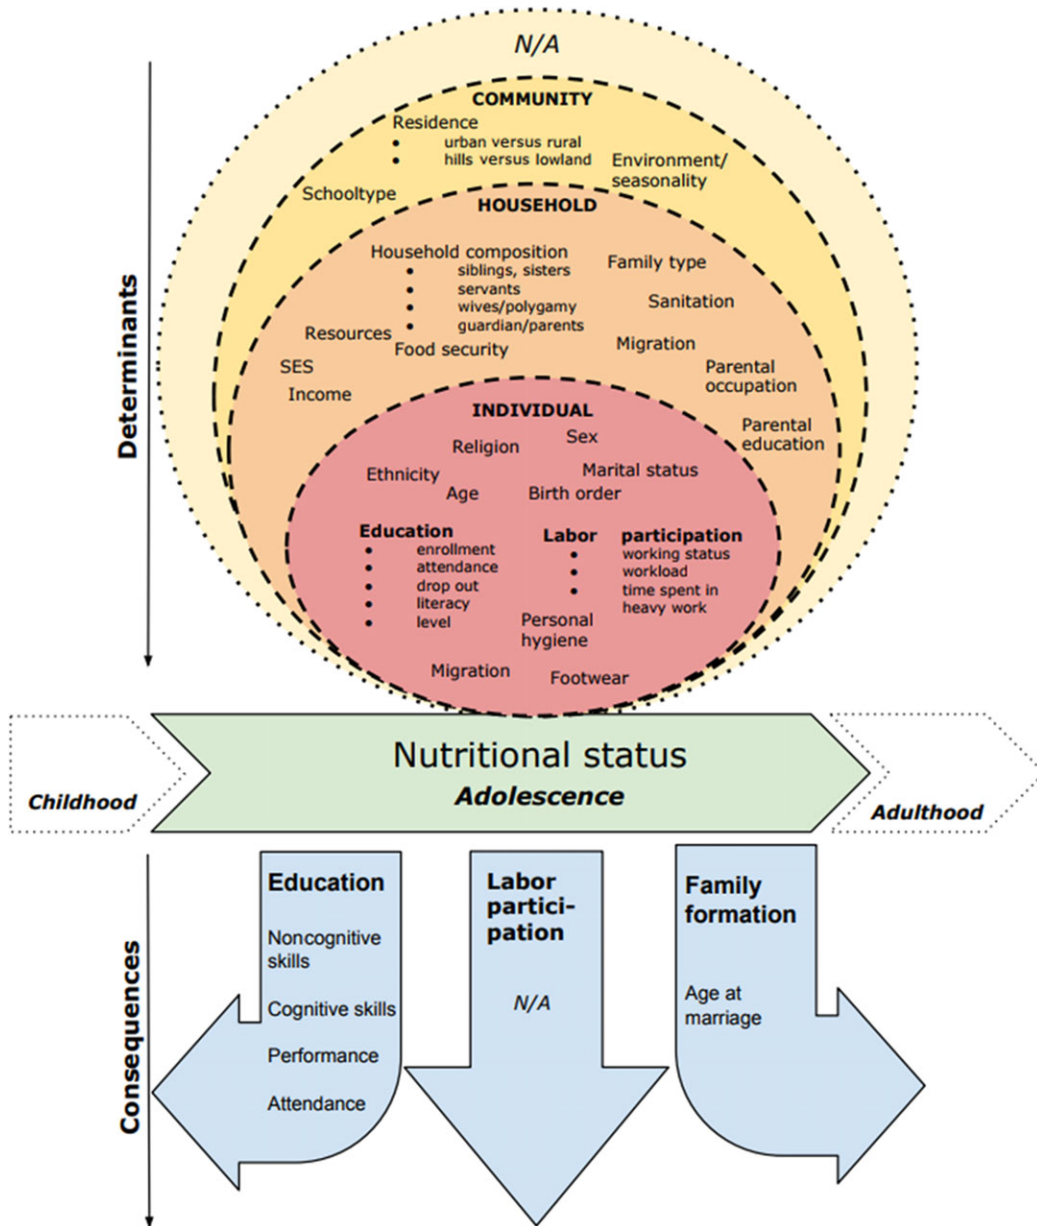 N/A
COMMUNITY
Residence
• urban versus rural
• hills versus lowland
Environment/
seasonality
Schooltype
HOUSEHOLD
Household composition
• siblings, sisters
• servants
• wives/polygamy
• guardian/parents
Family type
Sanitation
Resources
Food security
Migration
SES
Income
Parental
occupation
Parental
education
INDIVIDUAL
Religion
Sex
Ethnicity
Marital status
Age
Birth order
Education
• enrollment
• attendance
• drop out
• literacy
• level
Labor participation
• working status
• workload
• time spent in
heavy work
Personal
hygiene
Migration
Footwear
Determinants
Childhood
Nutritional status
Adolescence
Adulthood
Consequences
Education
Noncognitive
skills
Cognitive skills
Performance
Attendance
Labor
partici-
pation
N/A
Family
formation
Age at
marriage